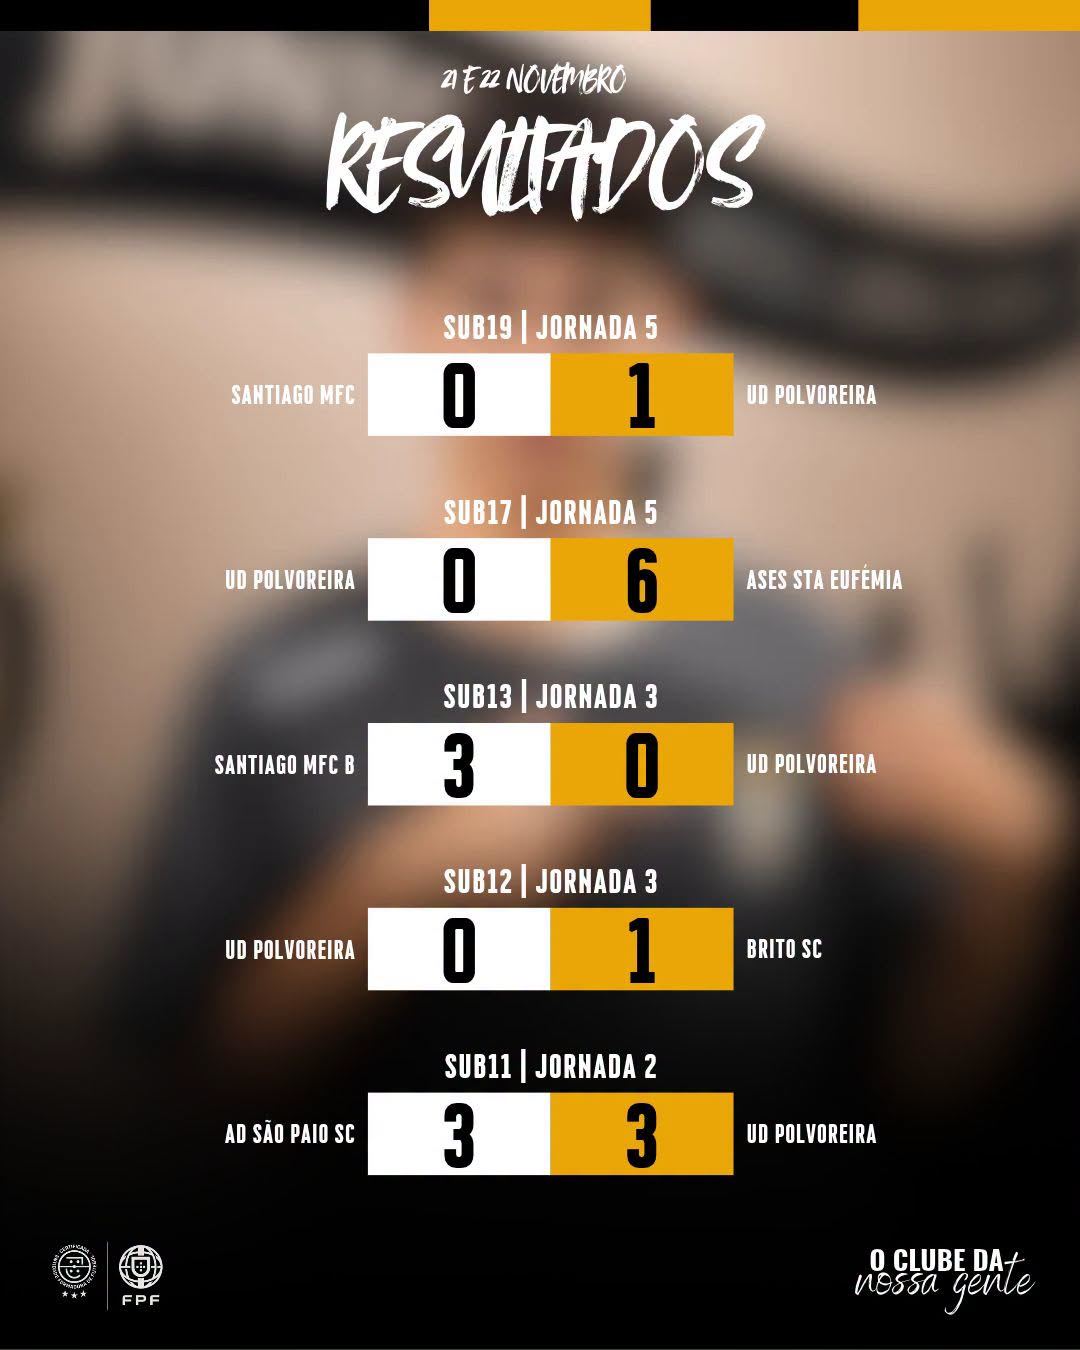 21 E 22 NOVEMBRO
RESULTADOS
SUB19 | JORNADA 5
SANTIAGO MFC 0 1 UD POLVOREIRA
SUB17 | JORNADA 5
UD POLVOREIRA 0 6 ASES STA EUFÉMIA
SUB13 | JORNADA 3
SANTIAGO MFC B 3 0 UD POLVOREIRA
SUB12 | JORNADA 3
UD POLVOREIRA 0 1 BRITO SC
SUB11 | JORNADA 2
AD SÃO PAIO SC 3 3 UD POLVOREIRA
FPF
O CLUBE DA
nossa gente